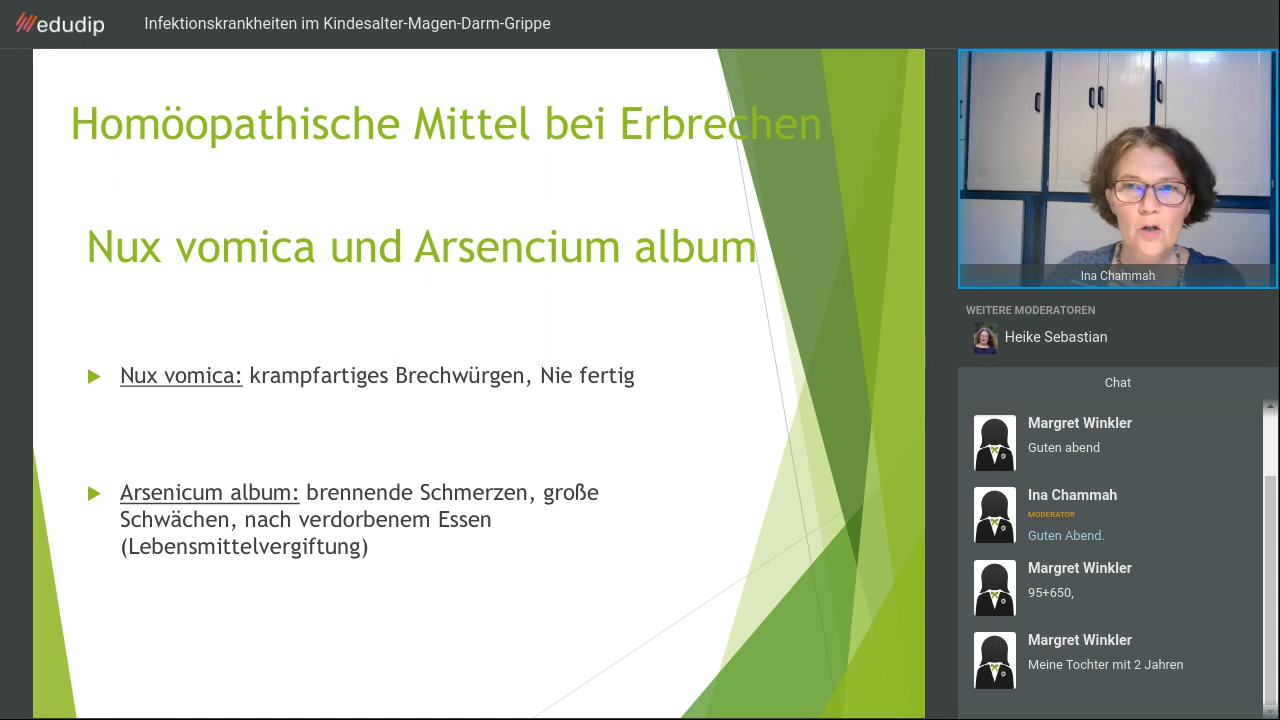 edudip
Infektionskrankheiten im Kindesalter-Magen-Darm-Grippe
Homöopathische Mittel bei Erbrechen
Nux vomica und Arsencium album
Nux vomica: krampfartiges Brechwürgen, Nie fertig
Arsenicum album: brennende Schmerzen, große
Schwächen, nach verdorbenem Essen
(Lebensmittelvergiftung)
Ina Chammah
WEITERE MODERATOREN
Heike Sebastian
Chat
Margret Winkler
Guten abend
Ina Chammah
MODERATOR
Guten Abend.
Margret Winkler
95+650,
Margret Winkler
Meine Tochter mit 2 Jahren